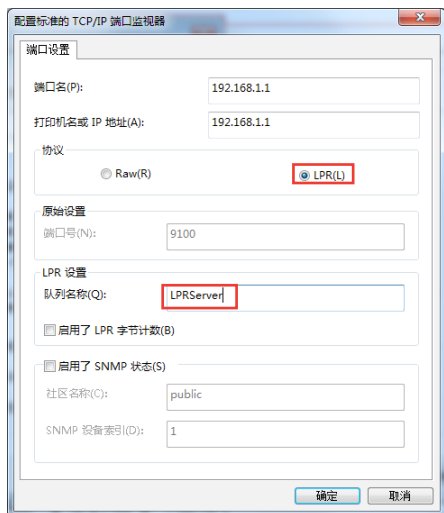 配置标准的 TCP/IP 端口监视器
端口设置
端口名(P): 192.168.1.1
打印机名或 IP 地址(A): 192.168.1.1
协议
Raw(R) LPR(L)
原始设置
端口号(N): 9100
LPR 设置
队列名称(Q): LPRServer
启用了 LPR 字节计数(B)
启用了 SNMP 状态(S)
社区名称(C): public
SNMP 设备索引(D): 1
确定 取消